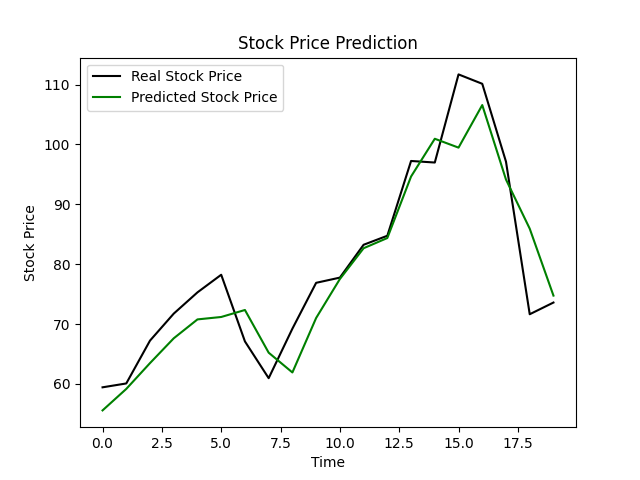 Stock Price Prediction
Real Stock Price
Predicted Stock Price
110
100
90
80
70
60
Stock Price
0.0 2.5 5.0 7.5 10.0 12.5 15.0 17.5
Time